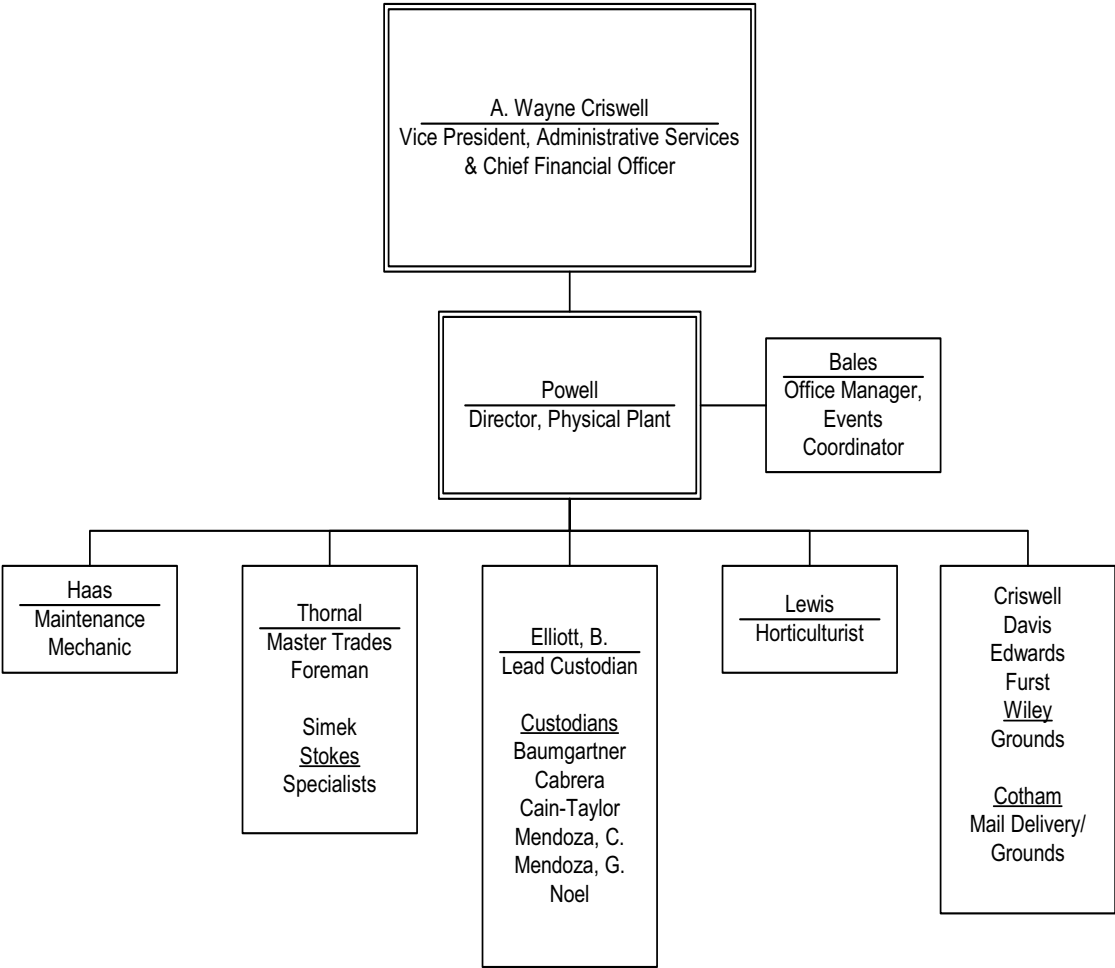 A. Wayne Criswell
Vice President, Administrative Services
& Chief Financial Officer
Powell
Director, Physical Plant
Bales
Office Manager,
Events
Coordinator
Haas
Maintenance
Mechanic
Thornal
Master Trades
Foreman
Simek
Stokes
Specialists
Elliott, B.
Lead Custodian
Custodians
Baumgartner
Cabrera
Cain-Taylor
Mendoza, C.
Mendoza, G.
Noel
Lewis
Horticulturist
Criswell
Davis
Edwards
Furst
Wiley
Grounds
Cotham
Mail Delivery/
Grounds